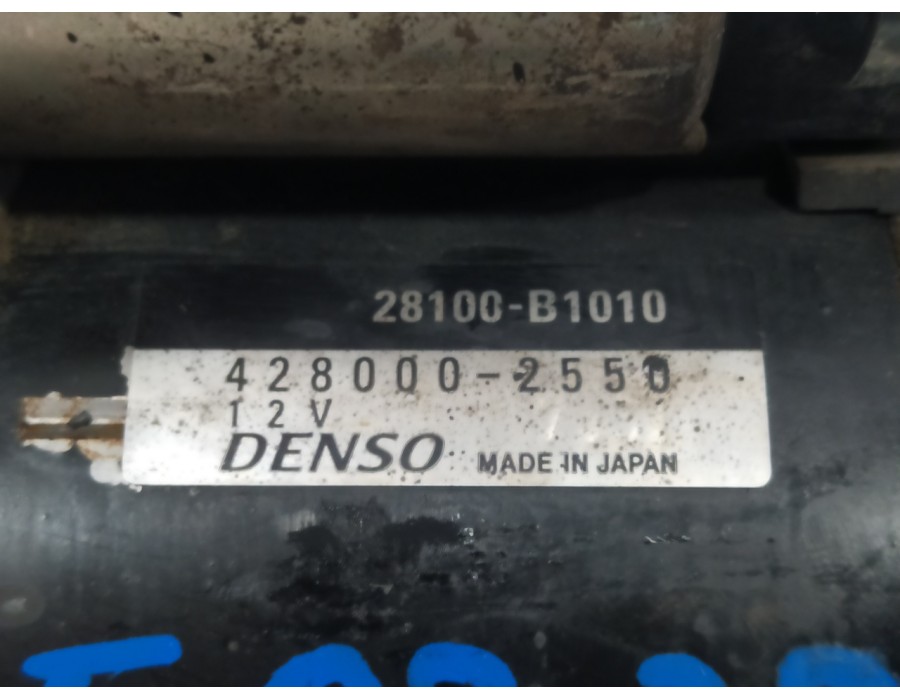 28100-B1010
428000-2550
12V
DENSO MADE IN JAPAN